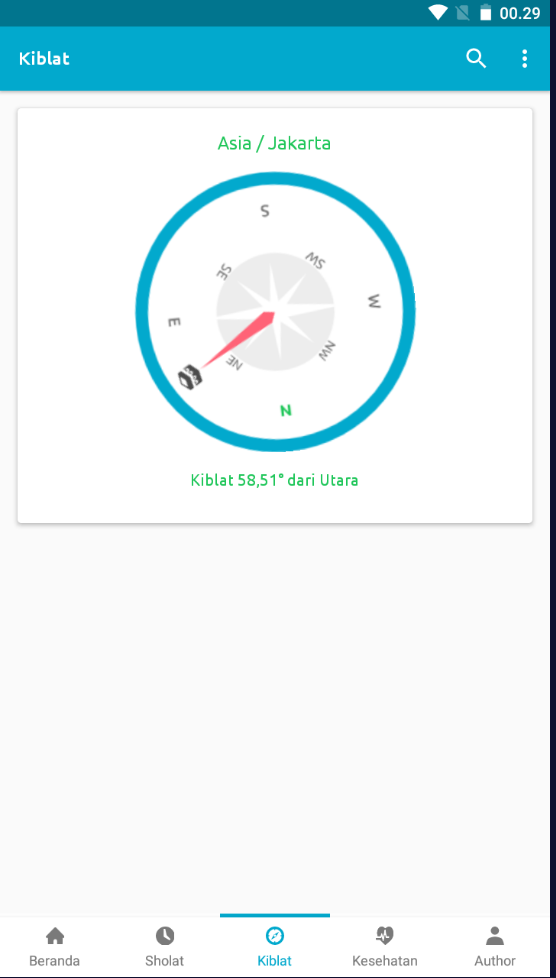 00.29
Kiblat
Asia / Jakarta
S
SE
SW
E
W
NE
NW
N
Kiblat 58,51° dari Utara
Beranda
Sholat
Kiblat
Kesehatan
Author